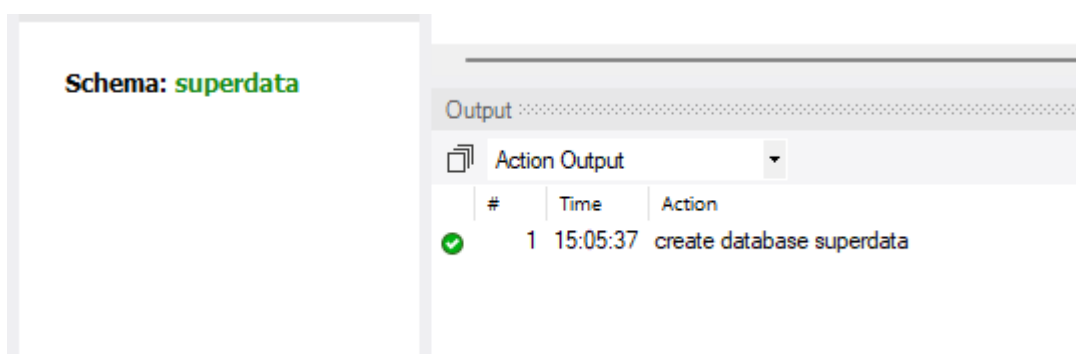 Schema: superdata
Output
Action Output
# Time Action
1 15:05:37 create database superdata